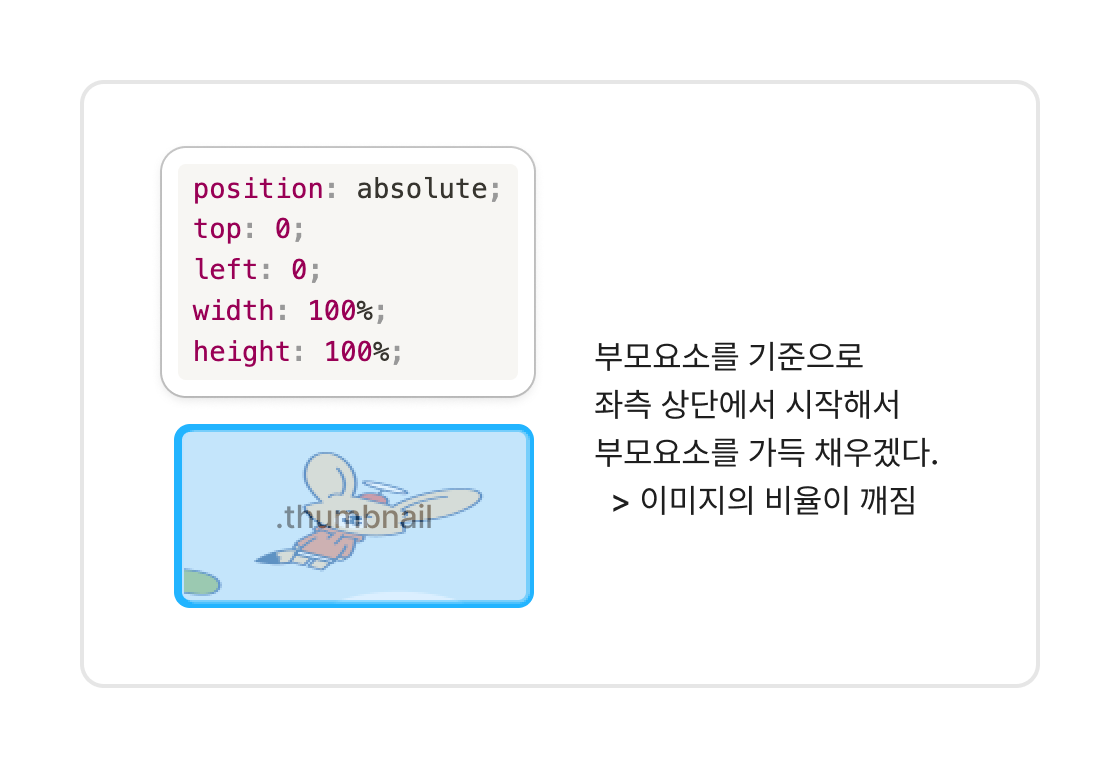 position: absolute;
top: 0;
left: 0;
width: 100%;
height: 100%;
.thumbnail
부모요소를 기준으로
좌측 상단에서 시작해서
부모요소를 가득 채우겠다.
> 이미지의 비율이 깨짐